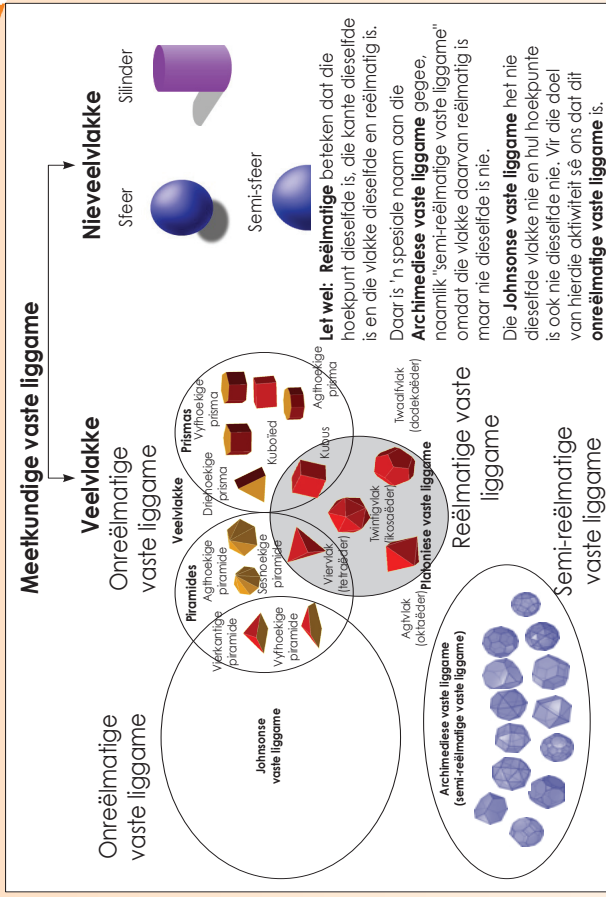 Meetkundige vaste liggame
Veelvlakke
Nieveelvlakke
Onreëlmatige
vaste liggame
Onreëlmatige
vaste liggame
Johnsonse
vaste liggame
Veelvlakke
Piramides
Vierkantige
piramide
Vythoekige
piramide
Agthoekige
piramide
Seshoekige
piramide
Prismas
Driehoekige
prisma
Vythoekige
prisma
Kuboïed
Agthoekige
prisma
Kubus
Viervlak
(tetraëder)
Twintigvlak
(ikosaëder)
Agtvlak
(oktaëder)
Twaalfvlak
(dodekaëder)
Platoniese vaste liggame
Reëlmatige vaste
liggame
Archimediese vaste liggame
(semi-reëlmatige vaste liggame)
Semi-reëlmatige
vaste liggame
Sfeer
Silinder
Semi-sfeer
Let wel: Reëlmatige beteken dat die
hoekpunt dieselfde is, die kante dieselfde
is en die vlakke dieselfde en reëlmatig is.
Daar is 'n spesiale naam aan die
Archimediese vaste liggame gegee,
naamlik "semi-reëlmatige vaste liggame"
omdat die vlakke daarvan reëlmatig is
maar nie dieselfde is nie.
Die Johnsonse vaste liggame het nie
dieselfde vlakke nie en hul hoekpunte
is ook nie dieselfde nie. Vir die doel
van hierdie aktiwiteit sê ons dat dit
onreëlmatige vaste liggame is.